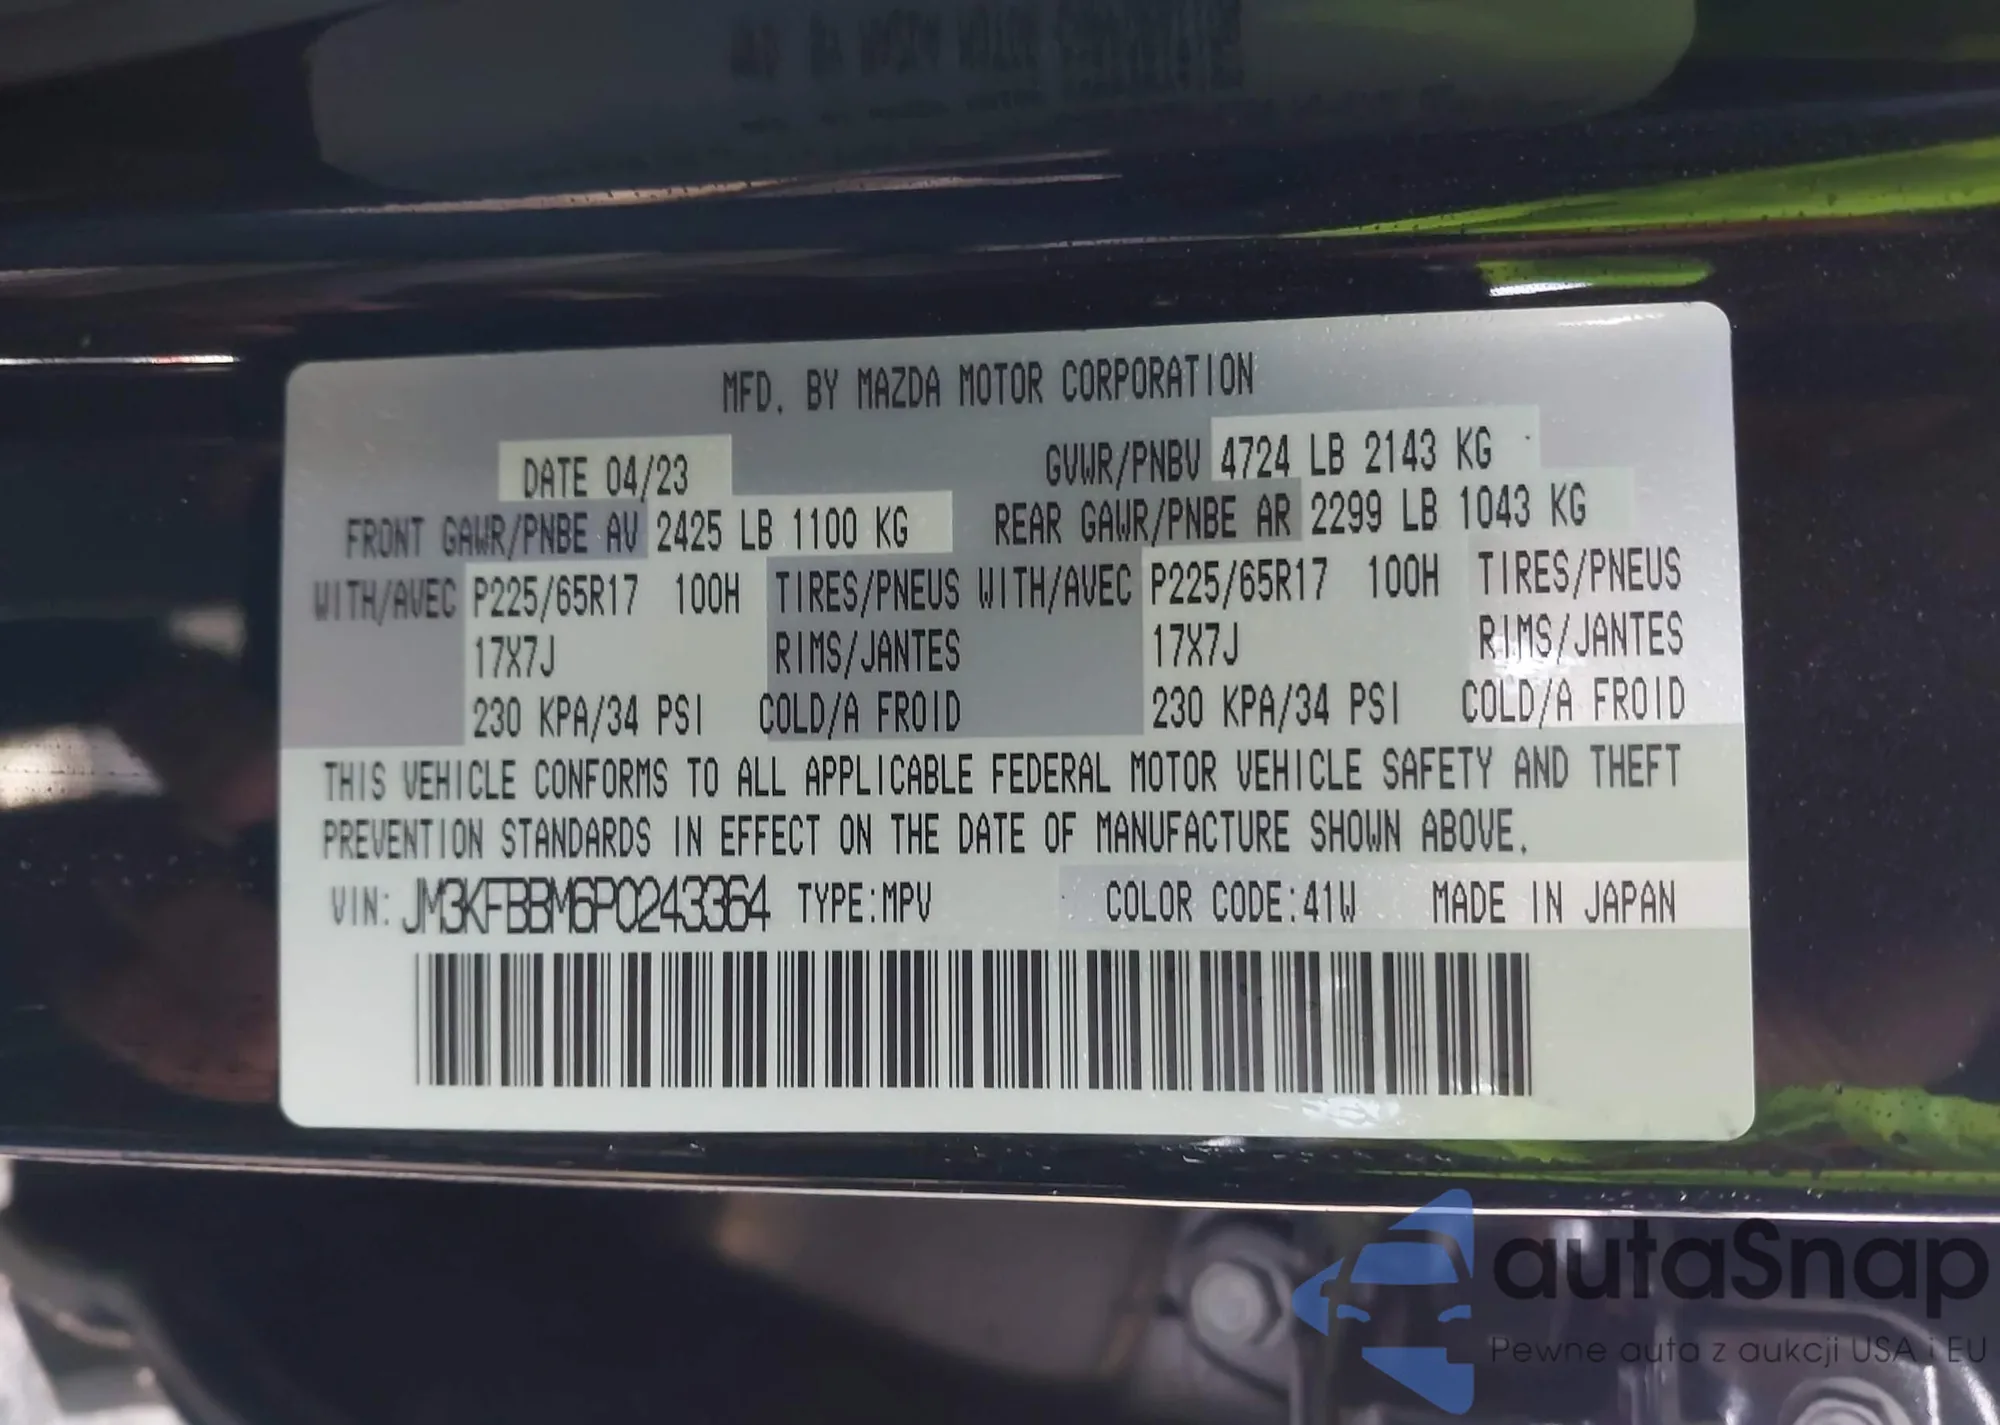 MFD. BY MAZDA MOTOR CORPORATION
DATE 04/23 GVWR/PNBV 4724 LB 2143 KG
FRONT GAWR/PNBE AV 2425 LB 1100 KG REAR GAWR/PNBE AR 2299 LB 1043 KG
WITH/AVEC P225/65R17 100H TIRES/PNEUS WITH/AVEC P225/65R17 100H TIRES/PNEUS
17X7J RIMS/JANTES 17X7J RIMS/JANTES
230 KPA/34 PSI COLD/A FROID 230 KPA/34 PSI COLD/A FROID
THIS VEHICLE CONFORMS TO ALL APPLICABLE FEDERAL MOTOR VEHICLE SAFETY AND THEFT
PREVENTION STANDARDS IN EFFECT ON THE DATE OF MANUFACTURE SHOWN ABOVE.
VIN: JM3KFBBM6P0243364 TYPE:MPV COLOR CODE:41W MADE IN JAPAN
autaSnap
Pewne auta z aukcji USA i EU